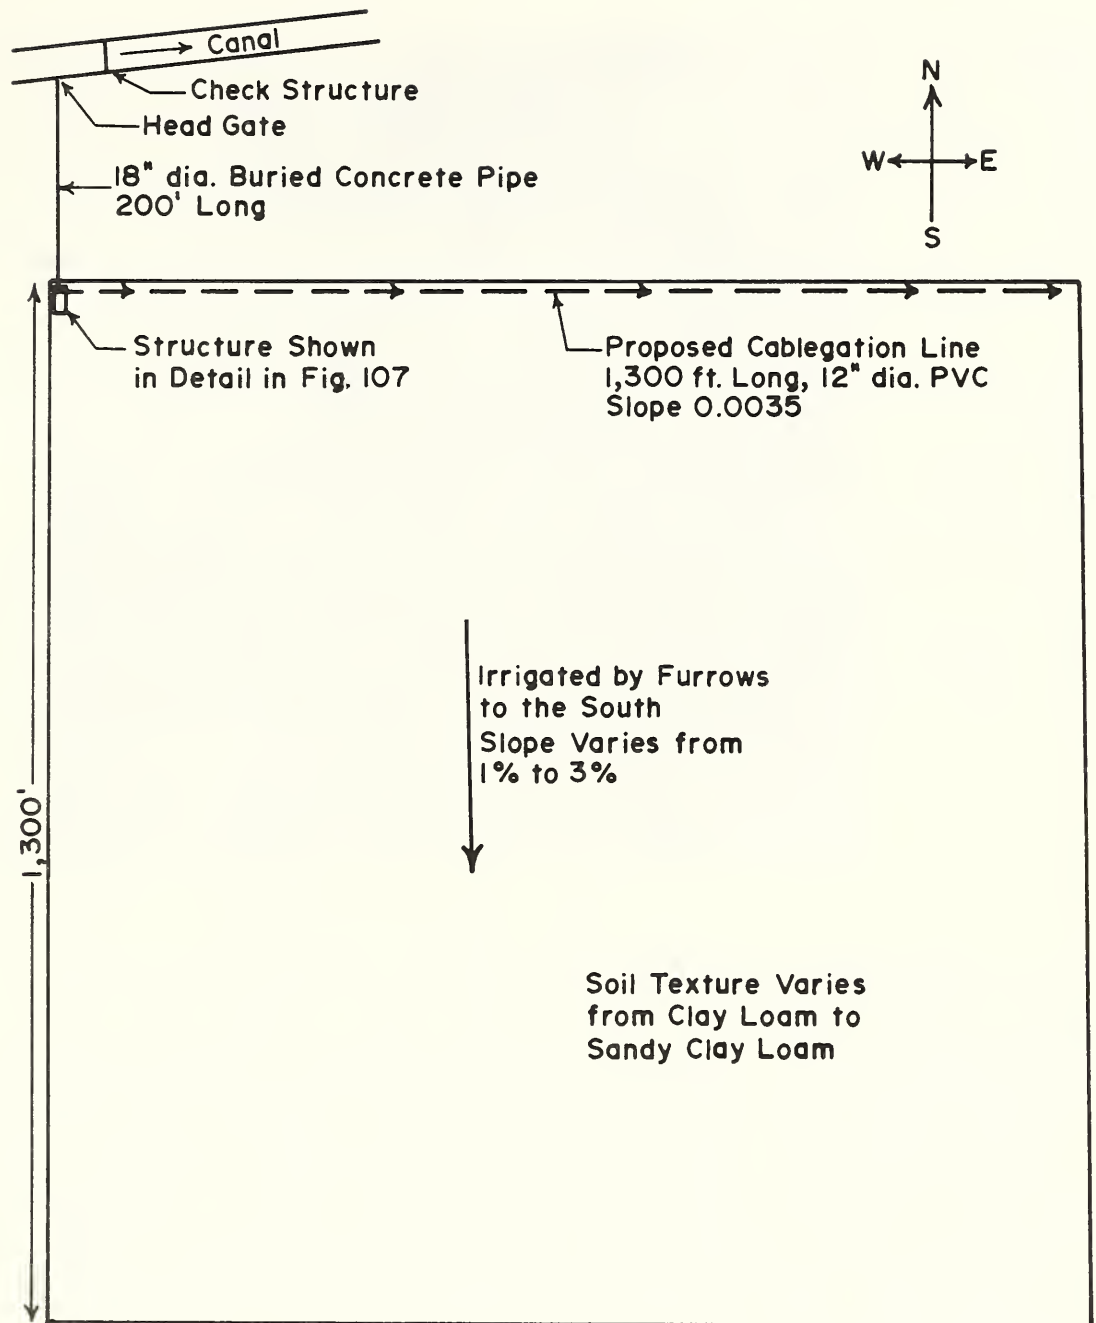 Canal
Check Structure
Head Gate
18" dia. Buried Concrete Pipe
200' Long
N
W
E
S
Structure Shown
in Detail in Fig. 107
Proposed Cablegation Line
1,300 ft. Long, 12" dia. PVC
Slope 0.0035
Irrigated by Furrows
to the South
Slope Varies from
1% to 3%
1,300'
Soil Texture Varies
from Clay Loam to
Sandy Clay Loam